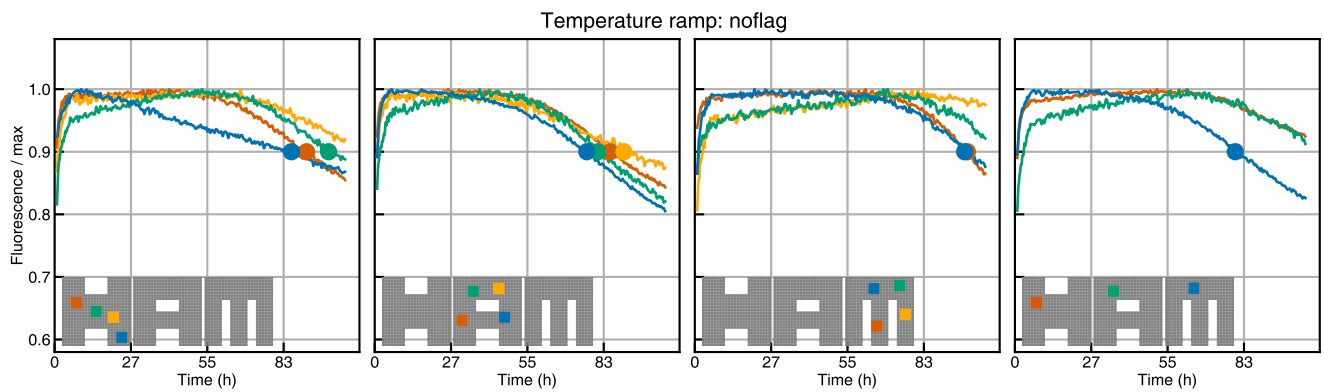 Temperature ramp: noflag
Fluorescence / max
1.0
0.9
0.8
0.7
0.6
0 27 55 83 0 27 55 83 0 27 55 83 0 27 55 83
Time (h) Time (h) Time (h) Time (h)